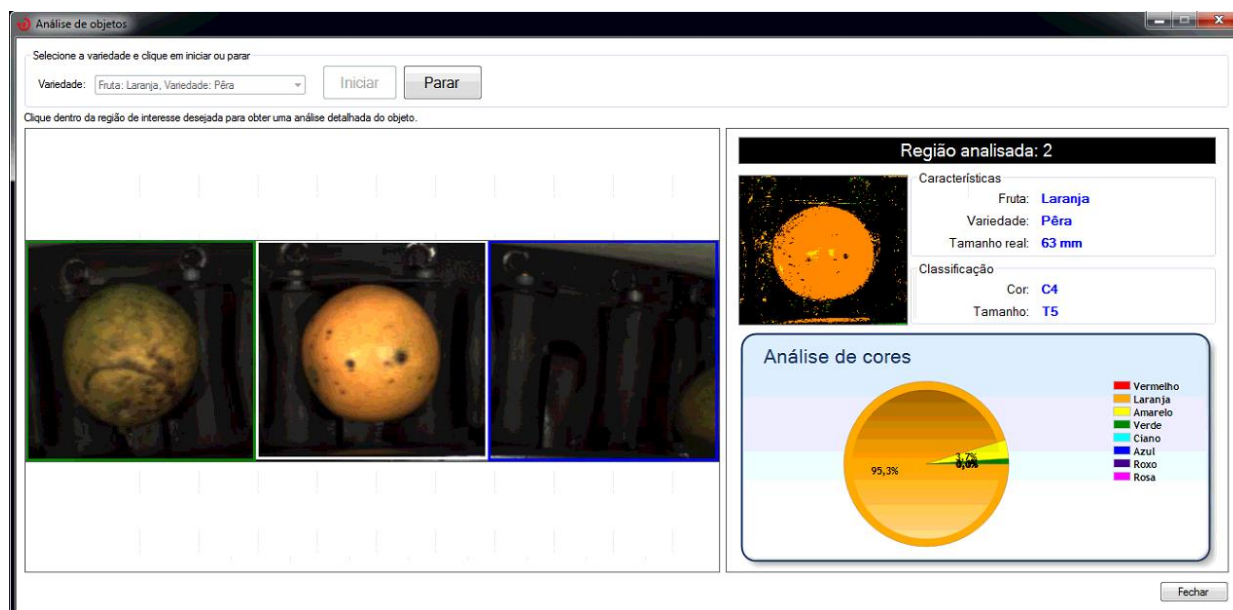 Análise de objetos
Selecione a variedade e clique em iniciar ou parar
Variedade: Fruta: Laranja, Variedade: Pêra Iniciar Parar
Clique dentro da região de interesse desejada para obter uma análise detalhada do objeto.
Região analisada: 2
Características
Fruta: Laranja
Variedade: Pêra
Tamanho real: 63 mm
Classificação
Cor: C4
Tamanho: T5
Análise de cores
Vermelho
Laranja
Amarelo
Verde
Ciano
Azul
Roxo
Rosa
3,7%
95,3%
Fechar